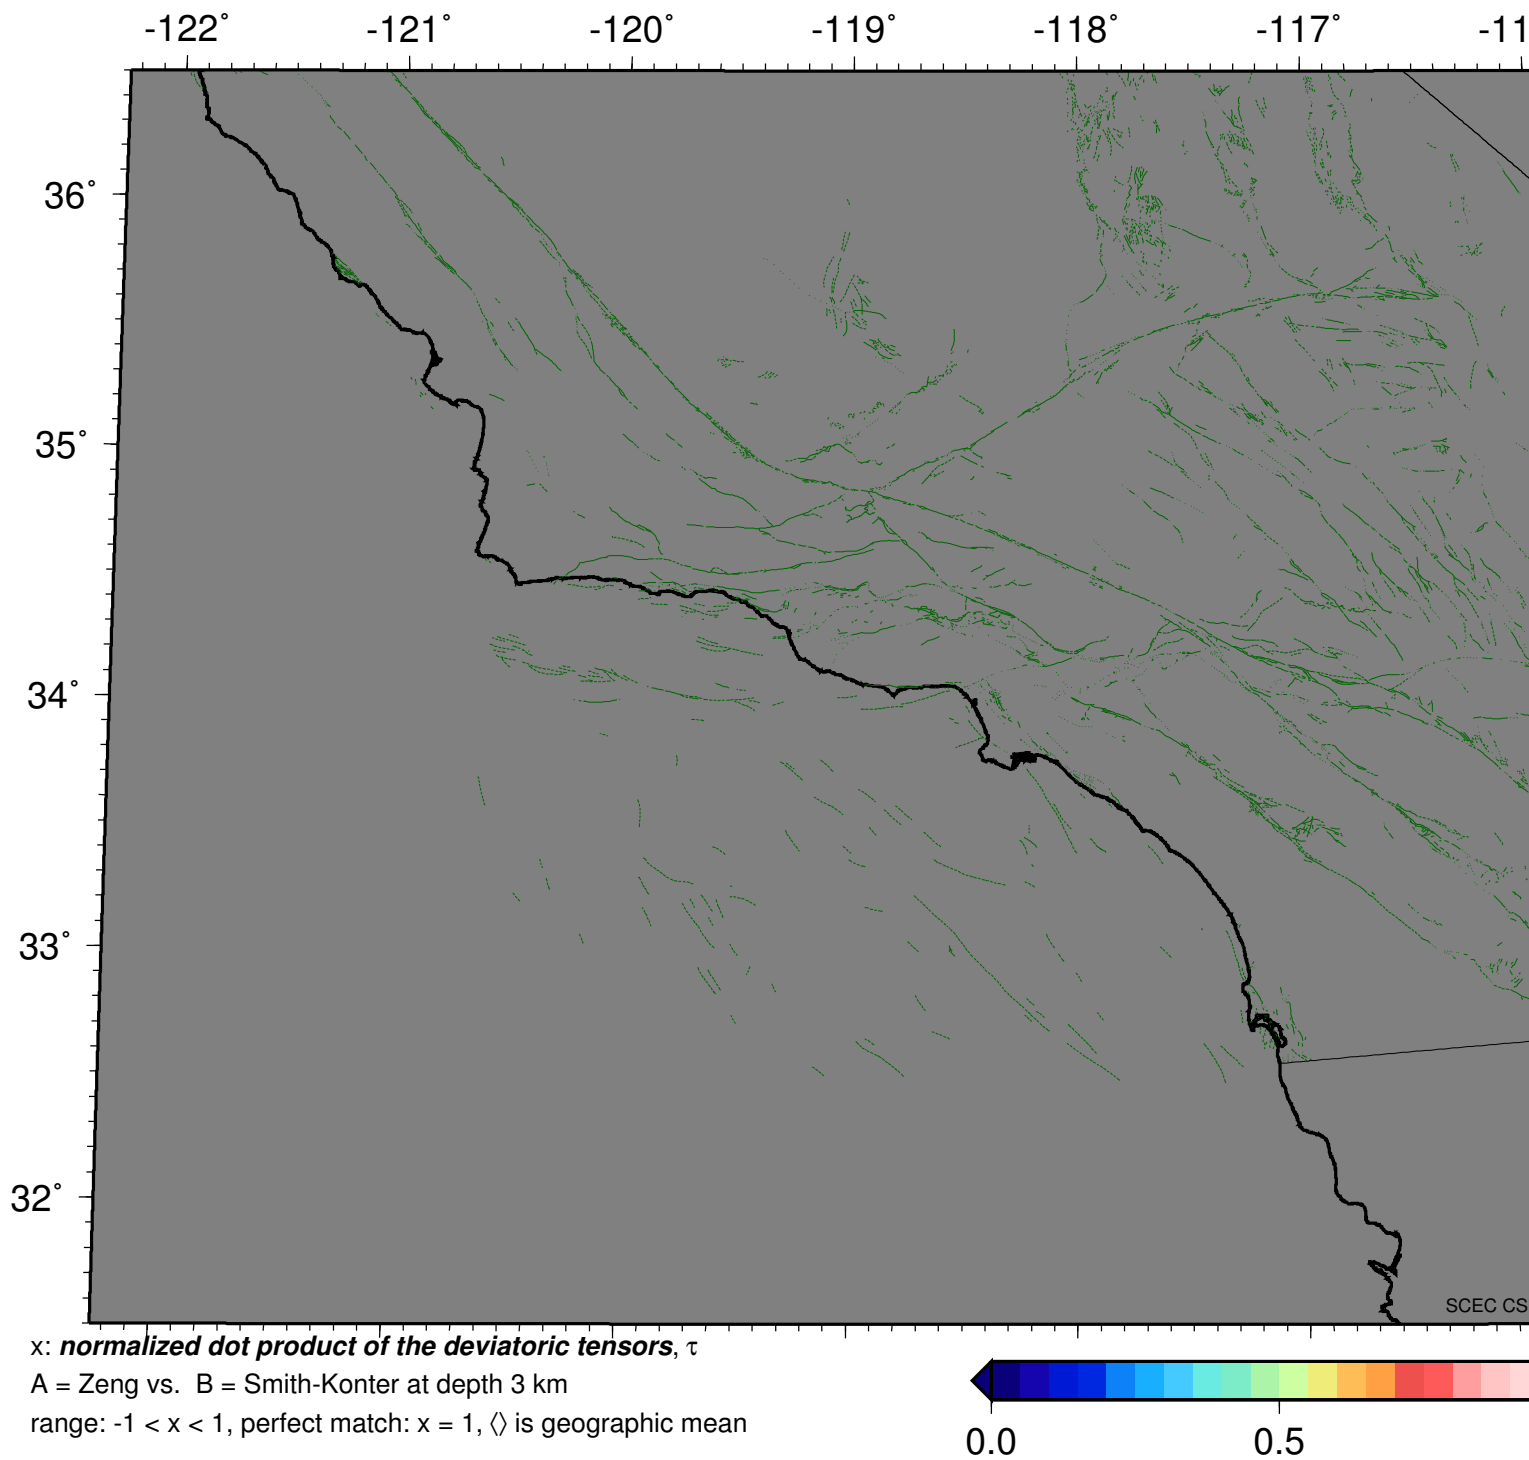 -122° -121° -120° -119° -118° -117° -11
36°
35°
34°
33°
32°
SCEC CS
x: normalized dot product of the deviatoric tensors, τ
A = Zeng vs. B = Smith-Konter at depth 3 km
range: -1 < x < 1, perfect match: x = 1, ⟨⟩ is geographic mean
0.0 0.5